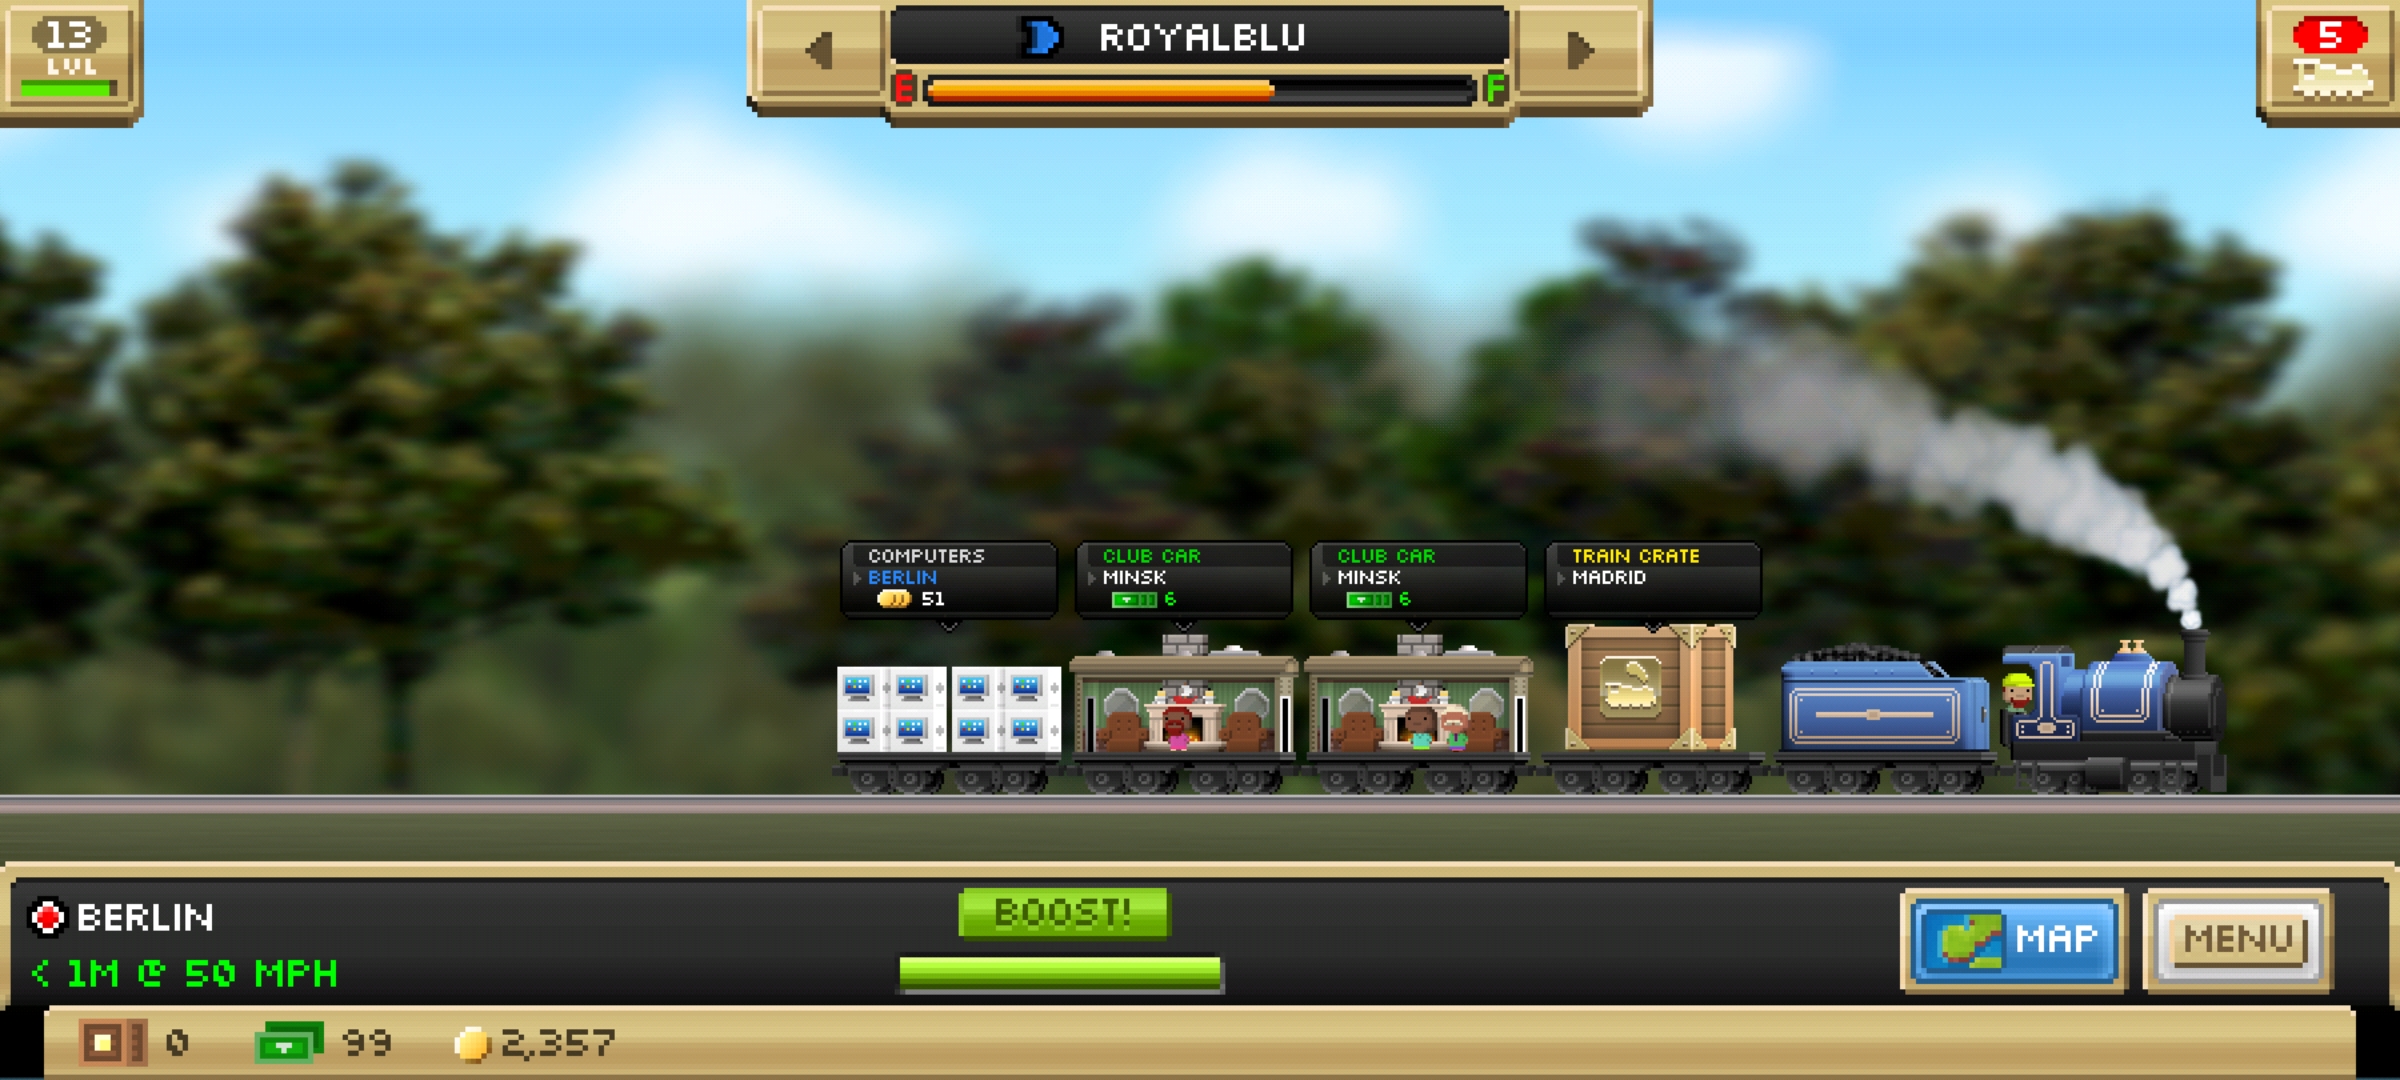 13
LVL
ROYALBLU
E
F
5
COMPUTERS
BERLIN
51
CLUB CAR
MINSK
6
CLUB CAR
MINSK
6
TRAIN CRATE
MADRID
BERLIN
< 1M @ 50 MPH
BOOST!
MAP
MENU
0
99
2,357